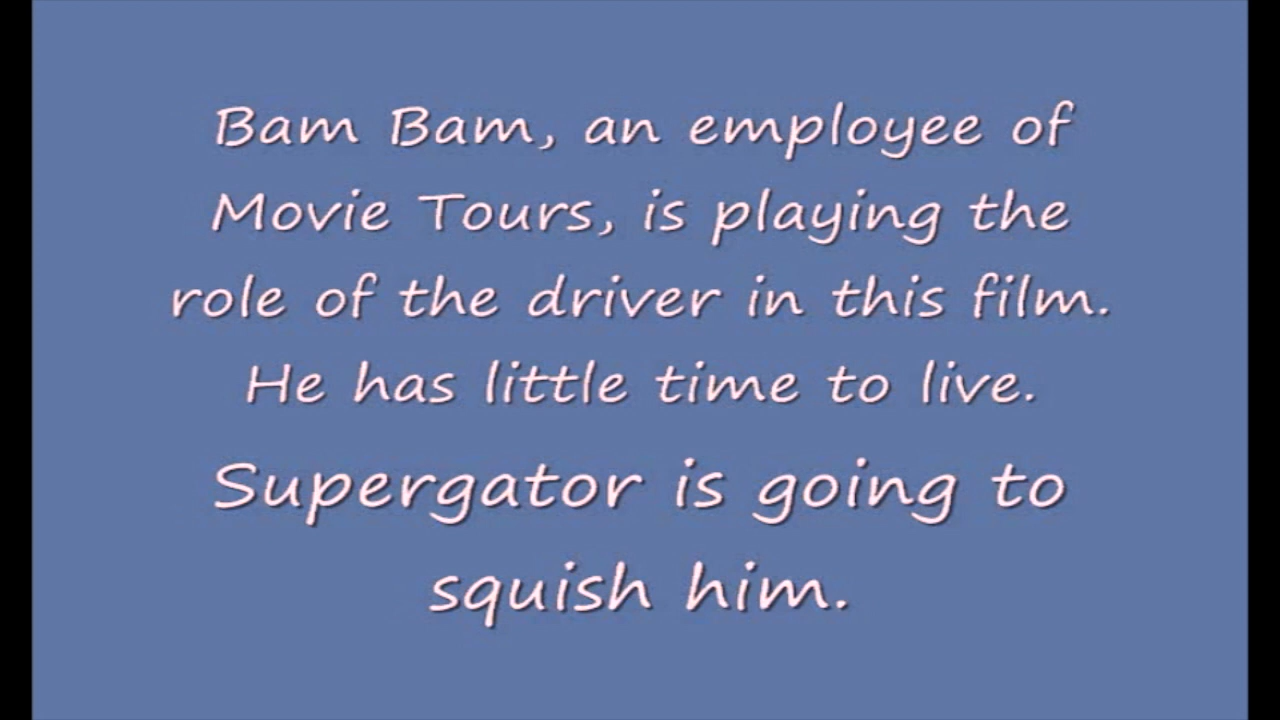 Bam Bam, an employee of
Movie Tours, is playing the
role of the driver in this film.
He has little time to live.
Supergator is going to
squish him.